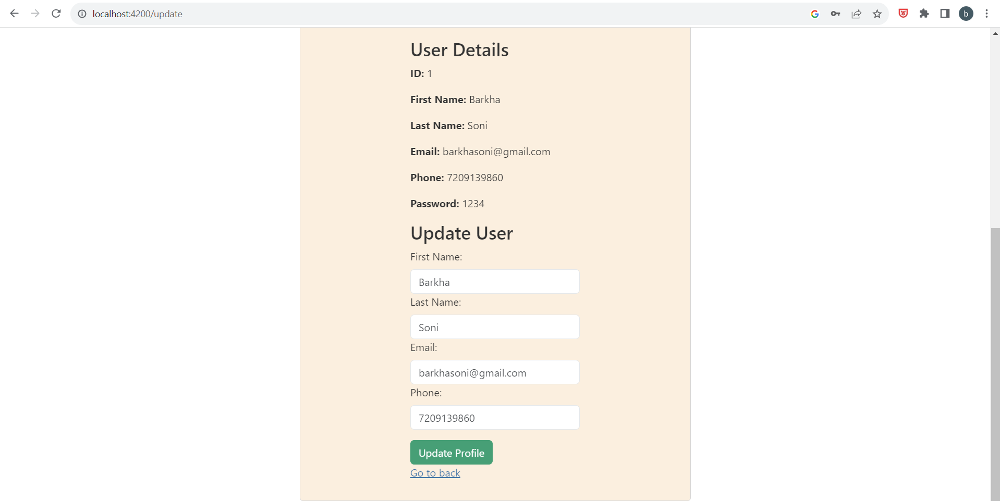 localhost:4200/update
b
User Details
ID: 1
First Name: Barkha
Last Name: Soni
Email: barkhasoni@gmail.com
Phone: 7209139860
Password: 1234
Update User
First Name:
Barkha
Last Name:
Soni
Email:
barkhasoni@gmail.com
Phone:
7209139860
Update Profile
Go to back